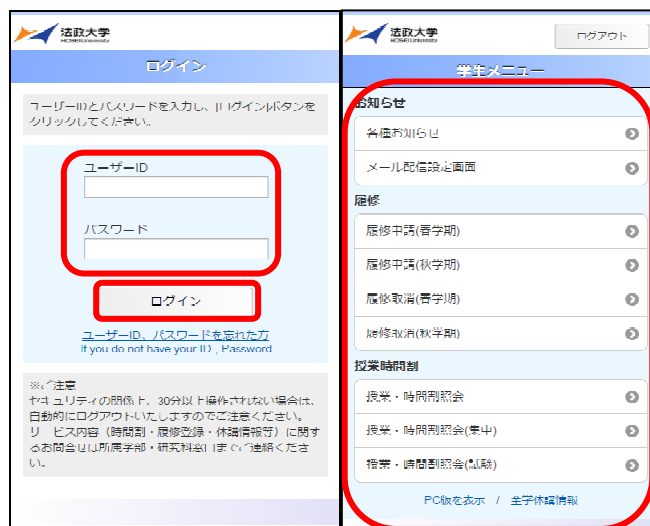 法政大学
HOSEI University
ログイン
ユーザーIDとパスワードを入力し、[ログイン]ボタンを
クリックしてください。
ユーザーID
パスワード
ログイン
ユーザーID、パスワードを忘れた方
If you do not have your ID , Password
※ご注意
セキュリティの関係上、30分以上操作されない場合は、
自動的にログアウトいたしますのでご注意ください。
サービス内容（時間割・履修登録・休講情報等）に関す
るお問合せは所属学部・研究科窓口までご連絡くださ
い。
法政大学
HOSEI University
ログアウト
学生メニュー
お知らせ
各種お知らせ
メール配信設定画面
履修
履修申請(春学期)
履修申請(秋学期)
履修取消(春学期)
履修取消(秋学期)
授業時間割
授業・時間割照会
授業・時間割照会(集中)
授業・時間割照会(試験)
PC版を表示 / 全学休講情報